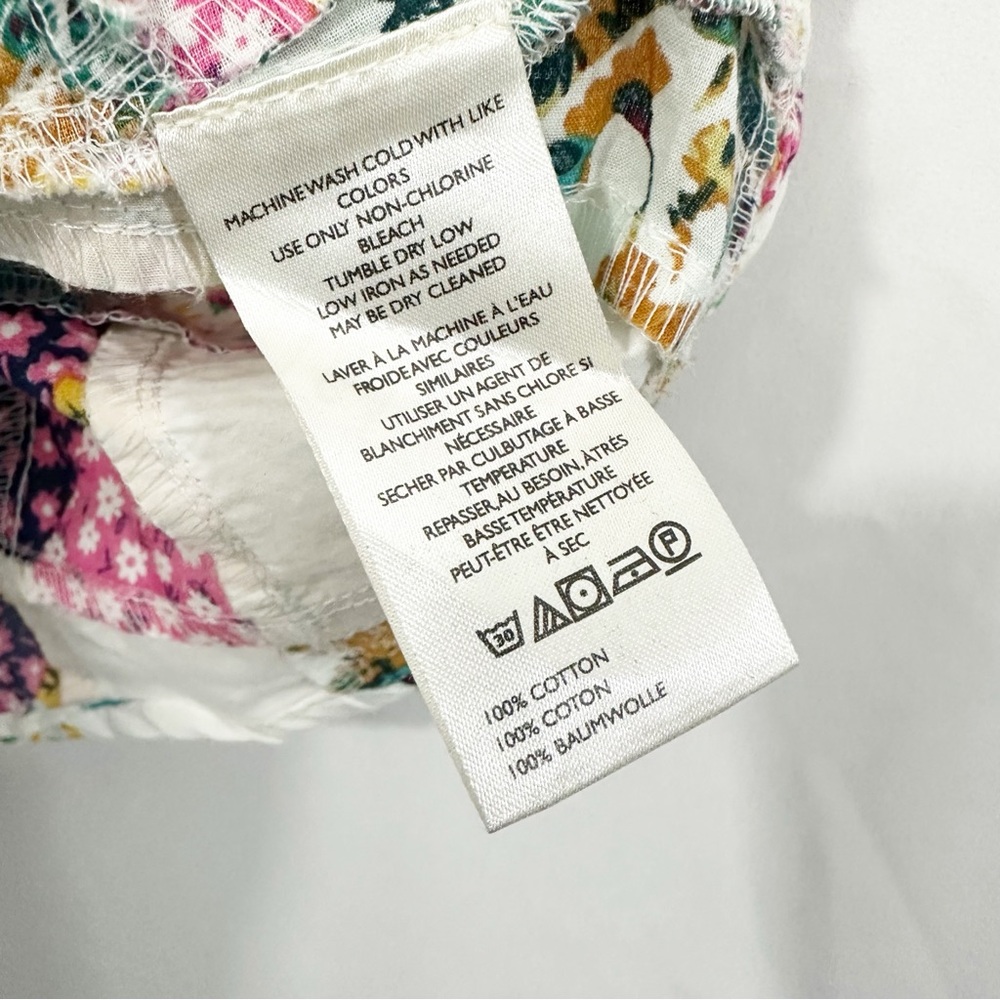 MACHINE WASH COLD WITH LIKE
COLORS
USE ONLY NON-CHLORINE
BLEACH
TUMBLE DRY LOW
LOW IRON AS NEEDED
MAY BE DRY CLEANED
LAVER À LA MACHINE À L'EAU
FROIDE AVEC COULEURS
SIMILAIRES
UTILISER UN AGENT DE
BLANCHIMENT SANS CHLORE SI
NÉCESSAIRE
SECHER PAR CULBUTAGE À BASSE
TEMPERATURE
REPASSER, AU BESOIN, À TRÉS
BASSE TEMPÉRATURE
PEUT-ÊTRE ÊTRE NETTOYÉE
À SEC
30 P
100% COTTON
100% COTON
100% BAUMWOLLE